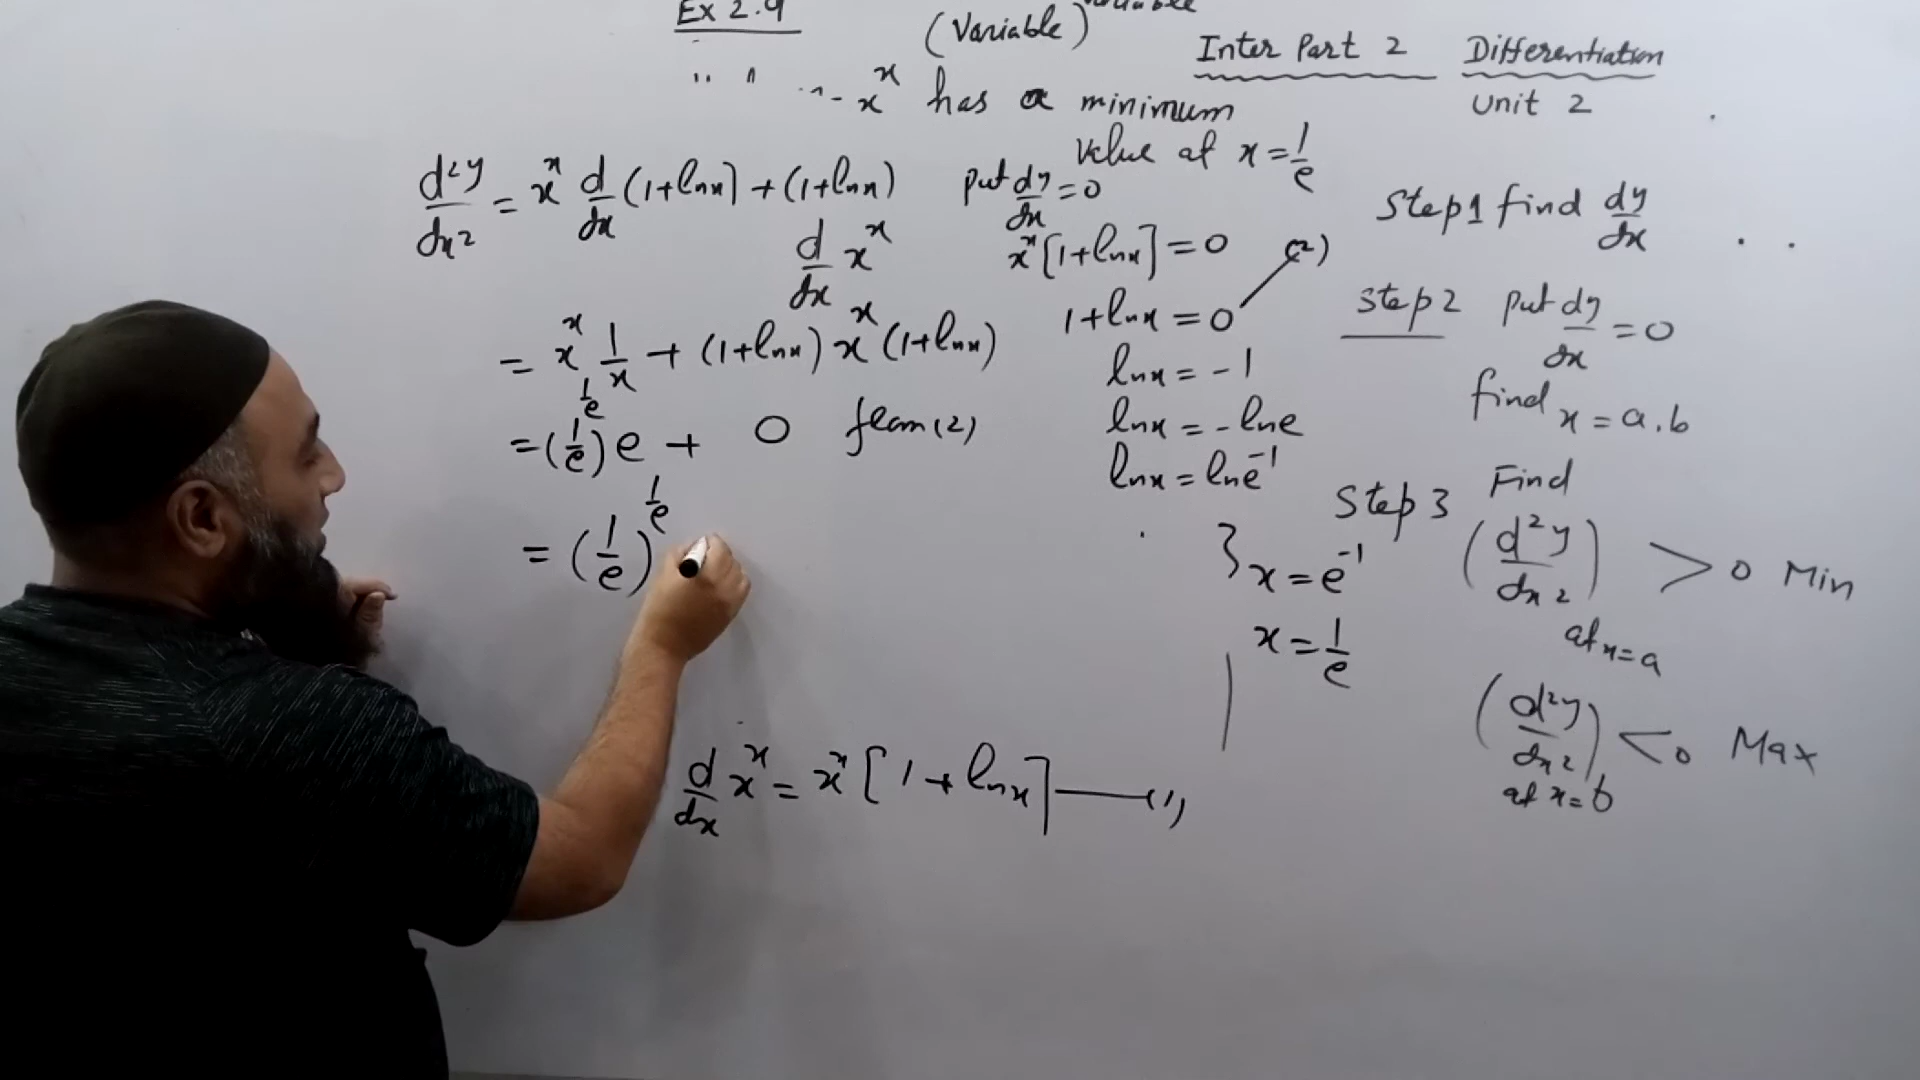 Ex 2.9
(Variable)
x^x has a minimum
value at x = 1/e
Inter Part 2 Differentiation
Unit 2
d²y/dx² = x^x d/dx (1+lnx) + (1+lnx)
d/dx x^x
= x^x 1/x + (1+lnx) x^x (1+lnx)
= (1/e)^(1/e) e + 0 from (2)
= (1/e)^(1/e)
d/dx x^x = x^x [1 + lnx] —— (1)
put dy/dx = 0
x^x [1+lnx] = 0
1+lnx = 0 —— (2)
lnx = -1
lnx = -lne
lnx = lne^-1
x = e^-1
x = 1/e
Step1 find dy/dx
Step2 put dy/dx = 0
find x = a, b
Step 3 Find
(d²y/dx²) > 0 Min
at x=a
(d²y/dx²) <0 Max
at x=b